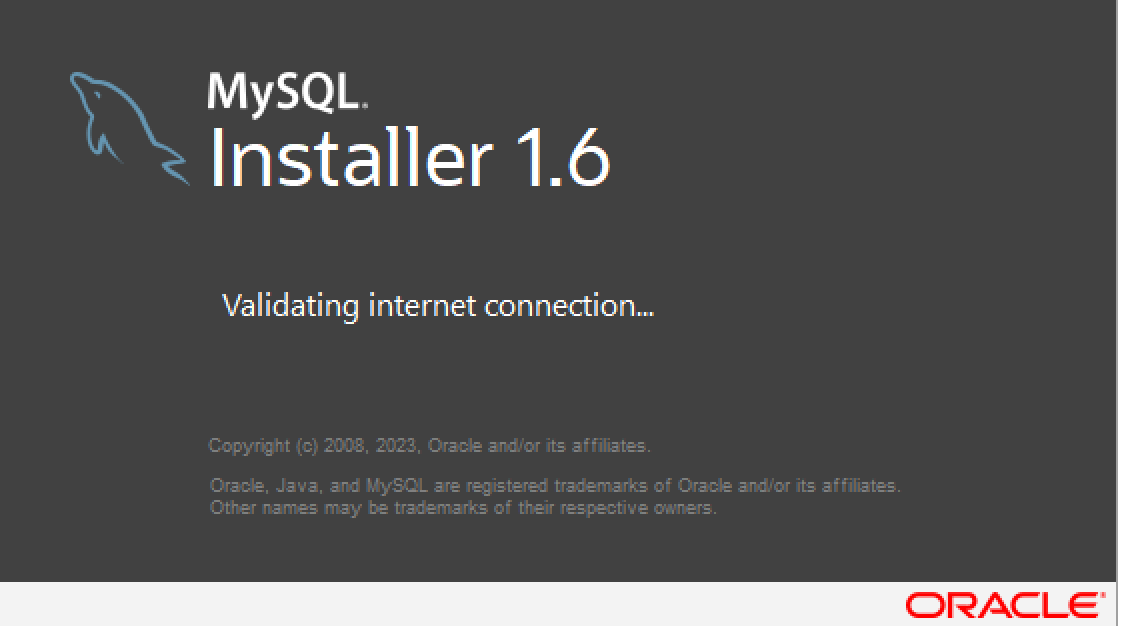 MySQL.
Installer 1.6
Validating internet connection...
Copyright (c) 2008, 2023, Oracle and/or its affiliates.
Oracle, Java, and MySQL are registered trademarks of Oracle and/or its affiliates.
Other names may be trademarks of their respective owners.
ORACLE